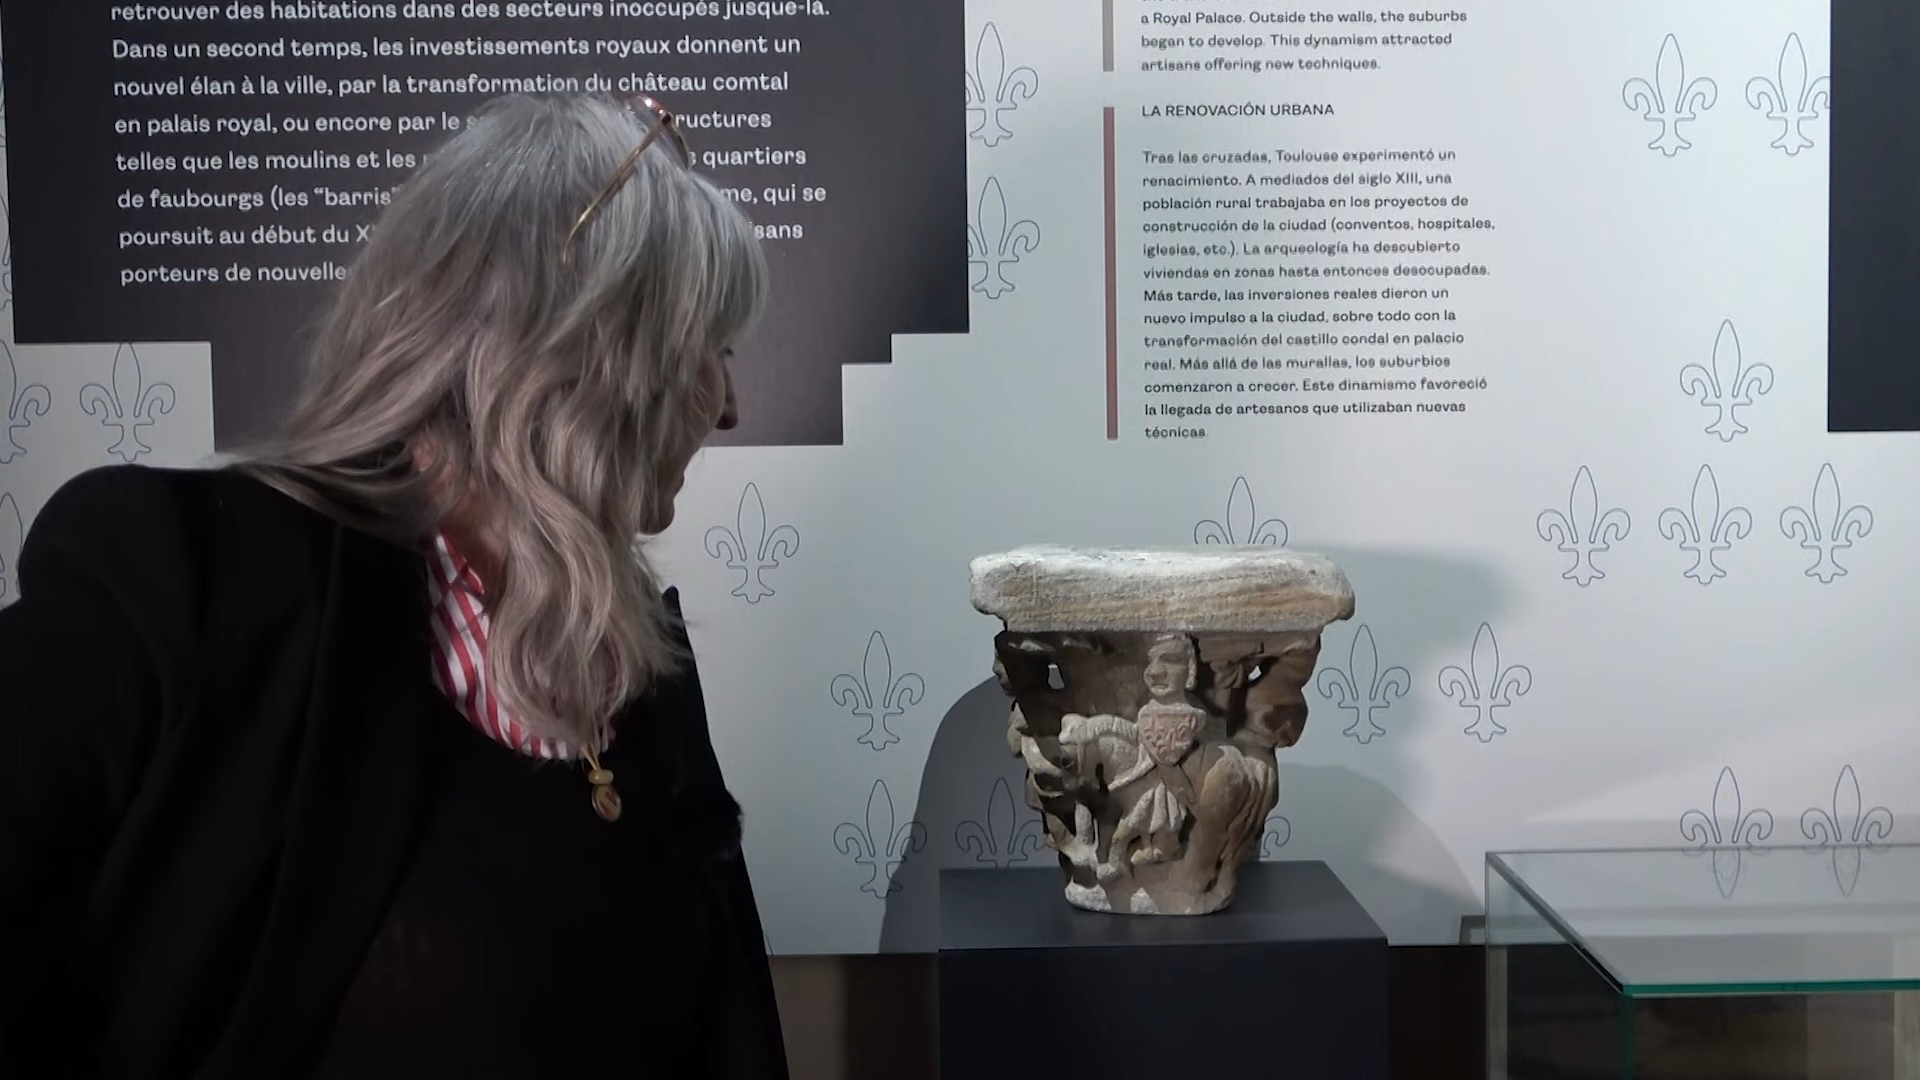 retrouver des habitations dans des secteurs inoccupés jusque-là.
Dans un second temps, les investissements royaux donnent un
nouvel élan à la ville, par la transformation du château comtal
en palais royal, ou encore par le
telles que les moulins et les quartiers
de faubourgs (les “barris” qui se
poursuit au début du
porteurs de
a Royal Palace. Outside the walls, the suburbs
began to develop. This dynamism attracted
artisans offering new techniques.
LA RENOVACIÓN URBANA
Tras las cruzadas, Toulouse experimentó un
renacimiento. A mediados del siglo XIII, una
población rural trabajaba en los proyectos de
construcción de la ciudad (conventos, hospitales,
iglesias, etc.). La arqueología ha descubierto
viviendas en zonas hasta entonces desocupadas.
Más tarde, las inversiones reales dieron un
nuevo impulso a la ciudad, sobre todo con la
transformación del castillo condal en palacio
real. Más allá de las murallas, los suburbios
comenzaron a crecer. Este dinamismo favoreció
la llegada de artesanos que utilizaban nuevas
técnicas.